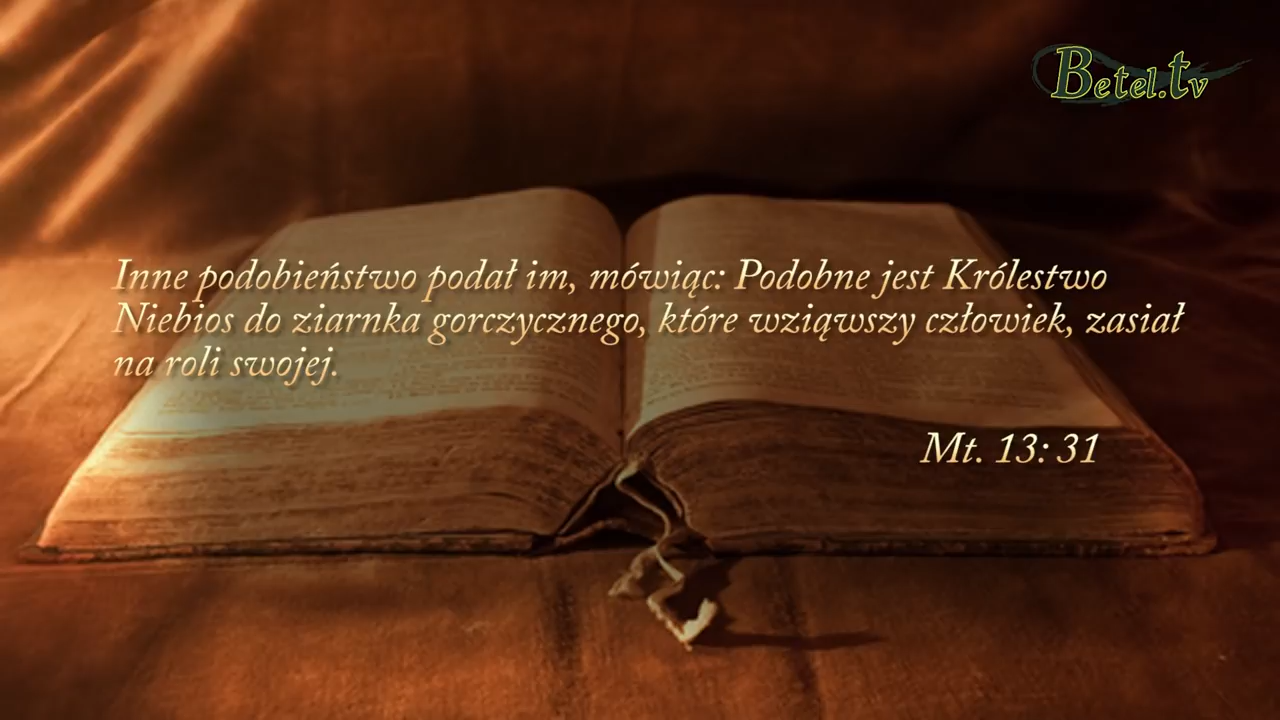 Betel.tv
Inne podobieństwo podał im, mówiąc: Podobne jest Królestwo
Niebios do ziarnka gorczycznego, które wziąwszy człowiek, zasiał
na roli swojej.
Mt. 13: 31